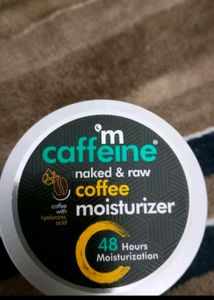 'm
caffeine®
naked & raw
coffee
moisturizer
coffee
with
hyaluronic
acid
48 Hours
Moisturization